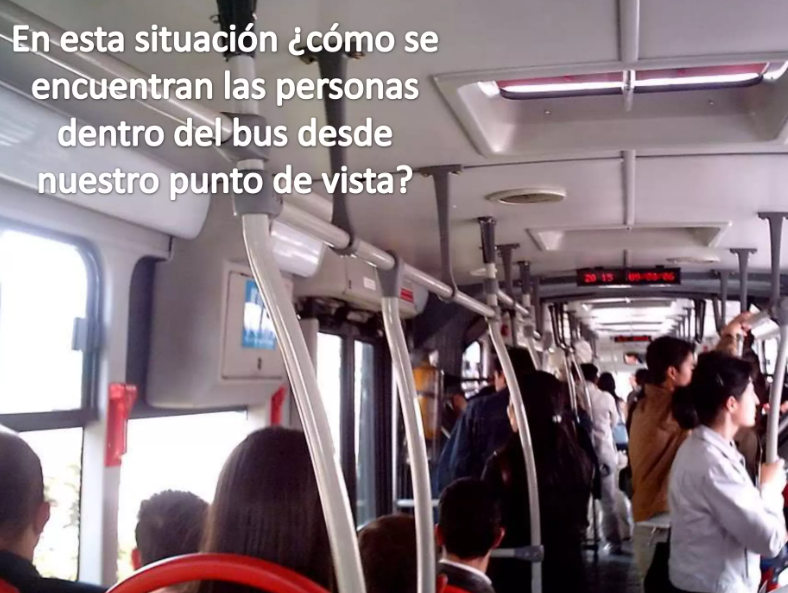 En esta situación ¿cómo se
encuentran las personas
dentro del bus desde
nuestro punto de vista?